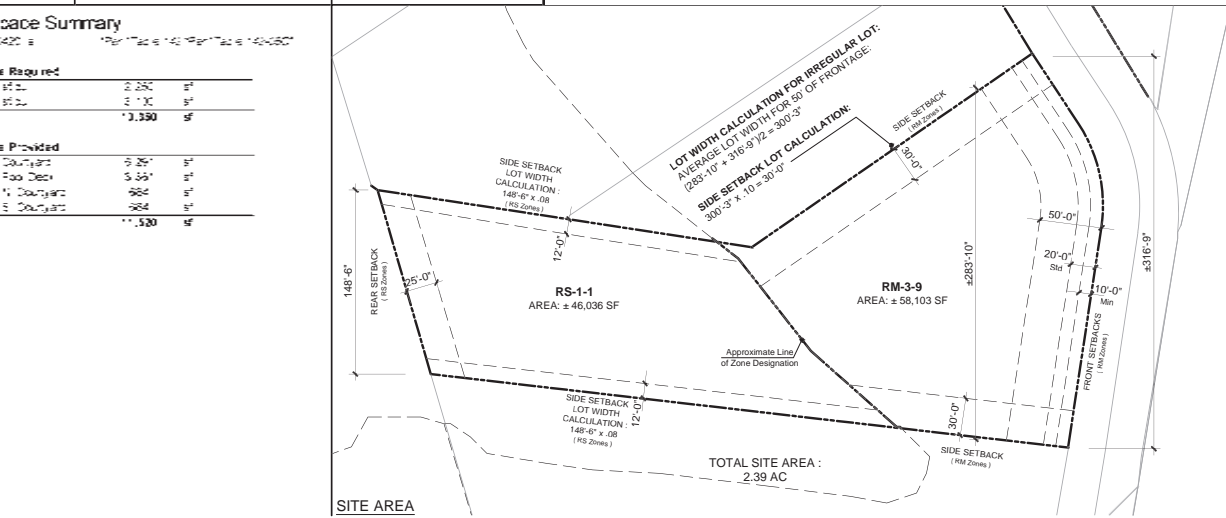 pace Summary
e Required
sf
sf
sf
e Provided
Courtyard
sf
sf
Courtyard
684
sf
Courtyard
684
sf
11,520
sf
LOT WIDTH CALCULATION FOR IRREGULAR LOT:
AVERAGE LOT WIDTH FOR 50' OF FRONTAGE:
(283'-10" + 316'-9")/2 = 300'-3"
SIDE SETBACK LOT CALCULATION:
300'-3" x .10 = 30'-0"
SIDE SETBACK
( RM Zones )
30'-0"
SIDE SETBACK
LOT WIDTH
CALCULATION :
148'-6" x .08
( RS Zones )
12'-0"
148'-6"
REAR SETBACK
( RS Zones )
25'-0"
RS-1-1
AREA: ± 46,036 SF
RM-3-9
AREA: ± 58,103 SF
±283'-10"
50'-0"
20'-0"
Std
10'-0"
Min
±316'-9"
FRONT SETBACKS
( RM Zones )
Approximate Line
of Zone Designation
SIDE SETBACK
LOT WIDTH
CALCULATION :
148'-6" x .08
( RS Zones )
12'-0"
30'-0"
SIDE SETBACK
( RM Zones )
TOTAL SITE AREA :
2.39 AC
SITE AREA